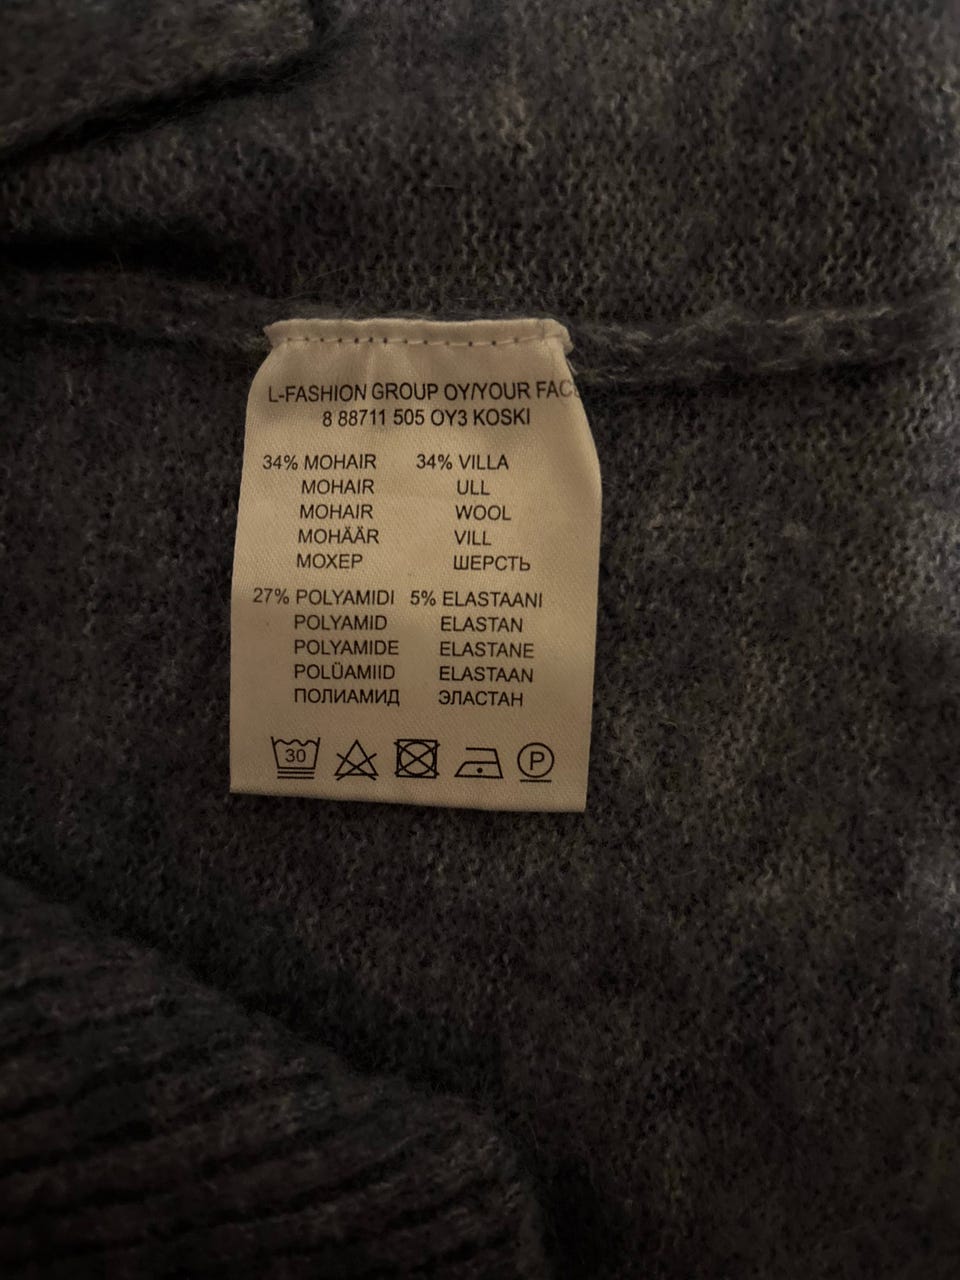 L-FASHION GROUP OY/YOUR FAC
8 88711 505 OY3 KOSKI
34% MOHAIR 34% VILLA
MOHAIR ULL
MOHAIR WOOL
MOHÄÄR VILL
МОХЕР ШЕРСТЬ
27% POLYAMIDI 5% ELASTAANI
POLYAMID ELASTAN
POLYAMIDE ELASTANE
POLÜAMIID ELASTAAN
ПОЛИАМИД ЭЛАСТАН
30 P